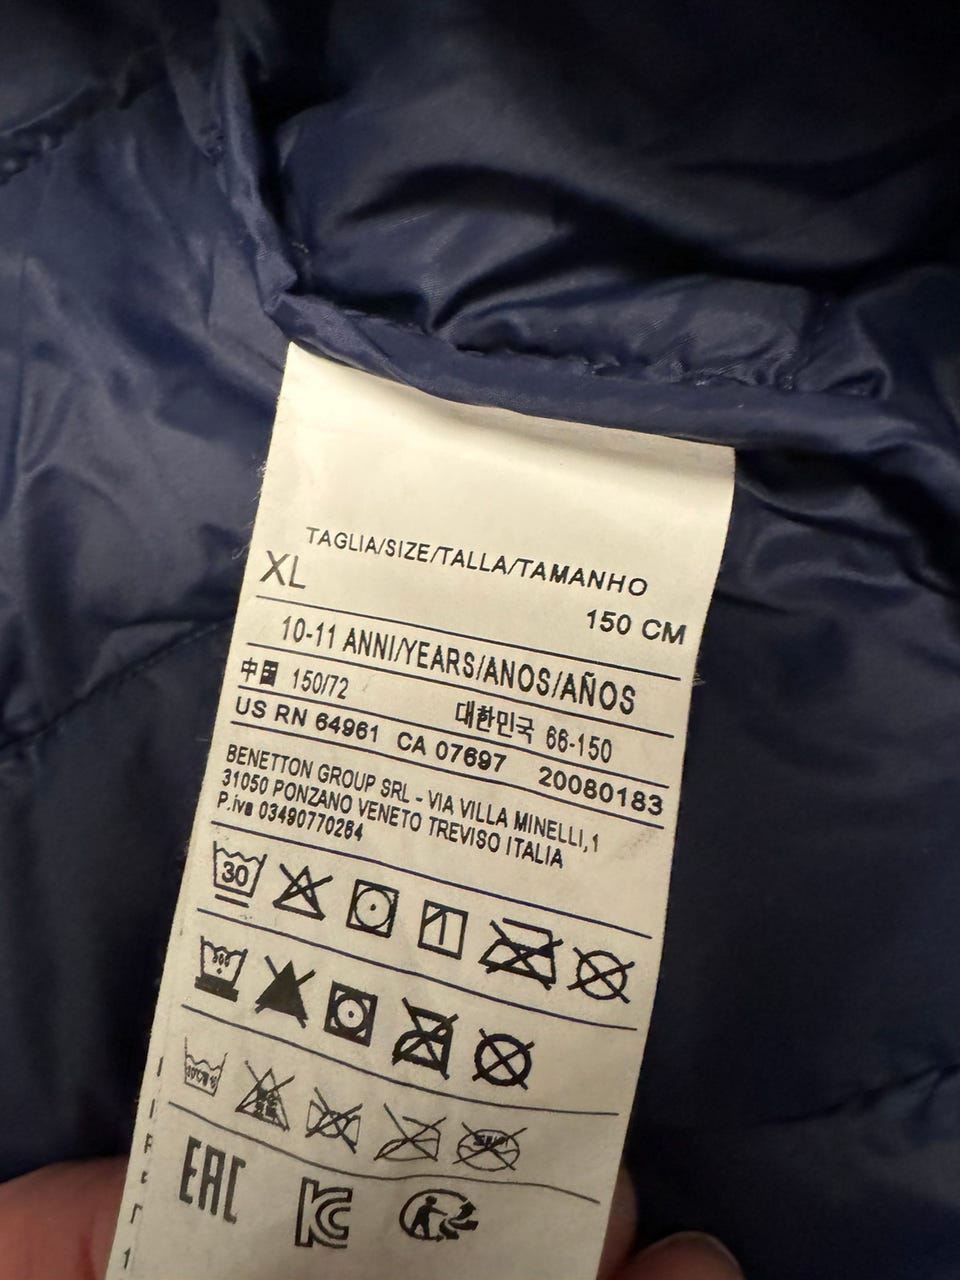 TAGLIA/SIZE/TALLA/TAMANHO
XL
150 CM
10-11 ANNI/YEARS/ANOS/AÑOS
中国 150/72 대한민국 66-150
US RN 64961 CA 07697 20080183
BENETTON GROUP SRL - VIA VILLA MINELLI,1
31050 PONZANO VENETO TREVISO ITALIA
P.iva 03490770264
30
EAC
KC